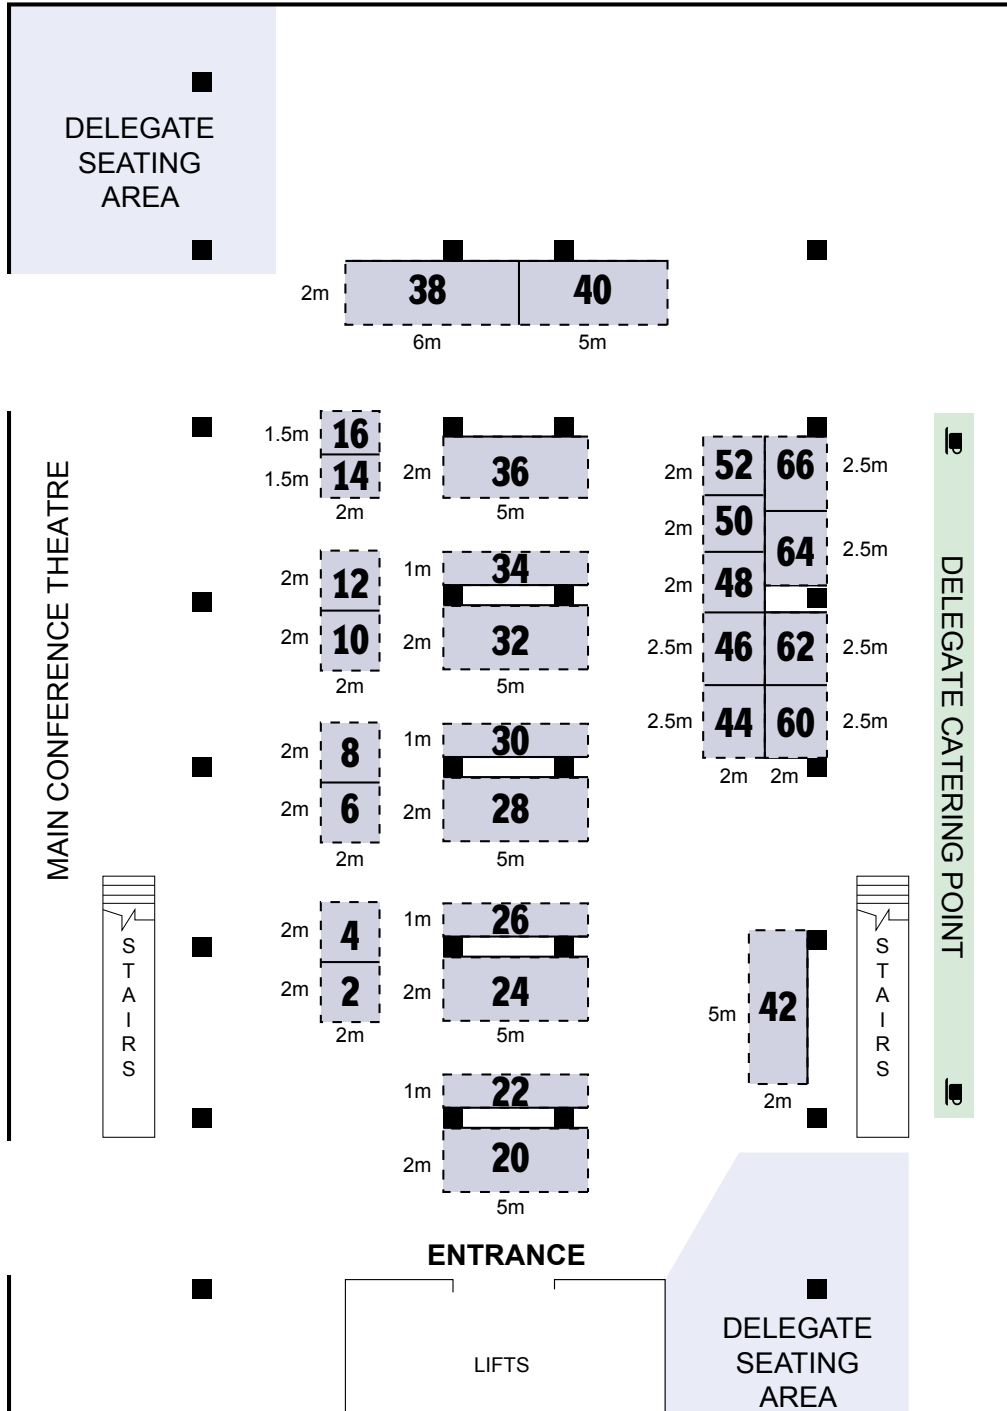 DELEGATE
SEATING
AREA
2m
38
40
6m
5m
MAIN CONFERENCE THEATRE
1.5m
16
1.5m
14
2m
2m
36
5m
2m
52
66
2.5m
2m
50
64
2.5m
2m
48
2.5m
46
62
2.5m
2.5m
44
60
2.5m
2m
2m
DELEGATE CATERING POINT
2m
12
2m
10
2m
1m
34
2m
32
5m
2m
8
2m
6
2m
1m
30
2m
28
5m
STAIRS
2m
4
2m
2
2m
1m
26
2m
24
5m
5m
42
2m
STAIRS
1m
22
2m
20
5m
ENTRANCE
LIFTS
DELEGATE
SEATING
AREA